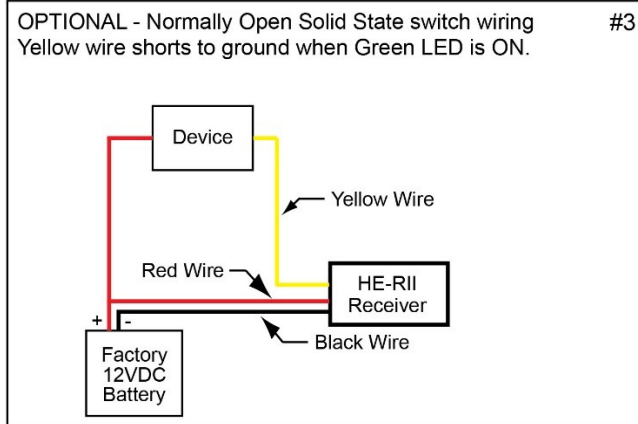 OPTIONAL - Normally Open Solid State switch wiring #3
Yellow wire shorts to ground when Green LED is ON.
Device
Yellow Wire
Red Wire
HE-RII
Receiver
+ -
Black Wire
Factory
12VDC
Battery